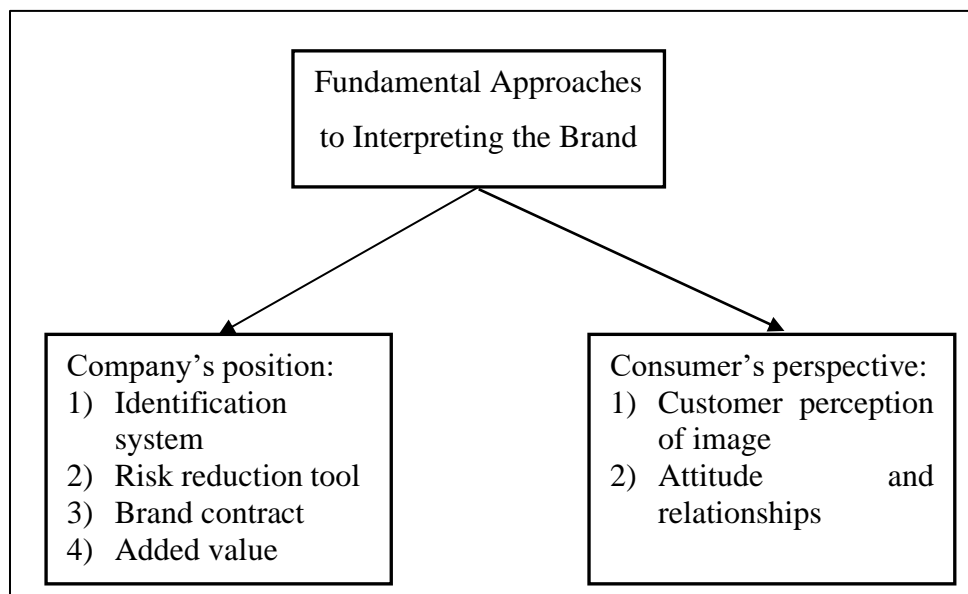 Fundamental Approaches
to Interpreting the Brand
Company’s position:
1) Identification
system
2) Risk reduction tool
3) Brand contract
4) Added value
Consumer’s perspective:
1) Customer perception
of image
2) Attitude and
relationships